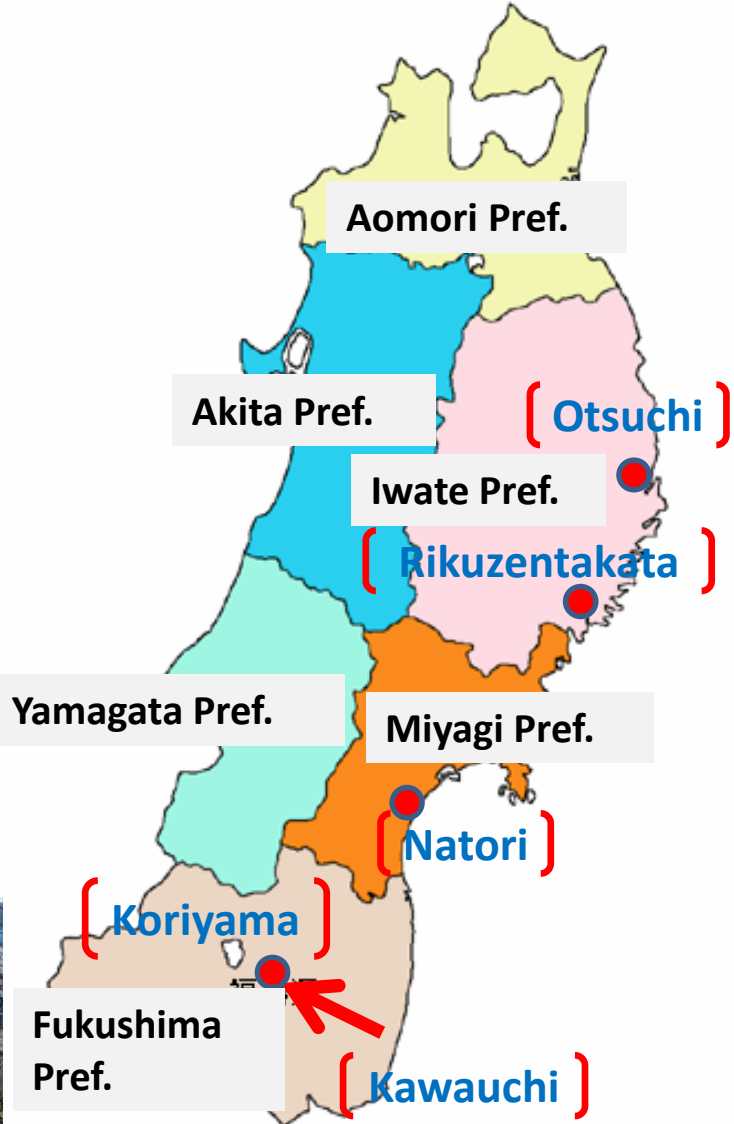 Aomori Pref.
Akita Pref.
[ Otsuchi ]
Iwate Pref.
[ Rikuzentakata ]
Yamagata Pref.
Miyagi Pref.
[ Natori ]
[ Koriyama ]
Fukushima
Pref.
[ Kawauchi ]